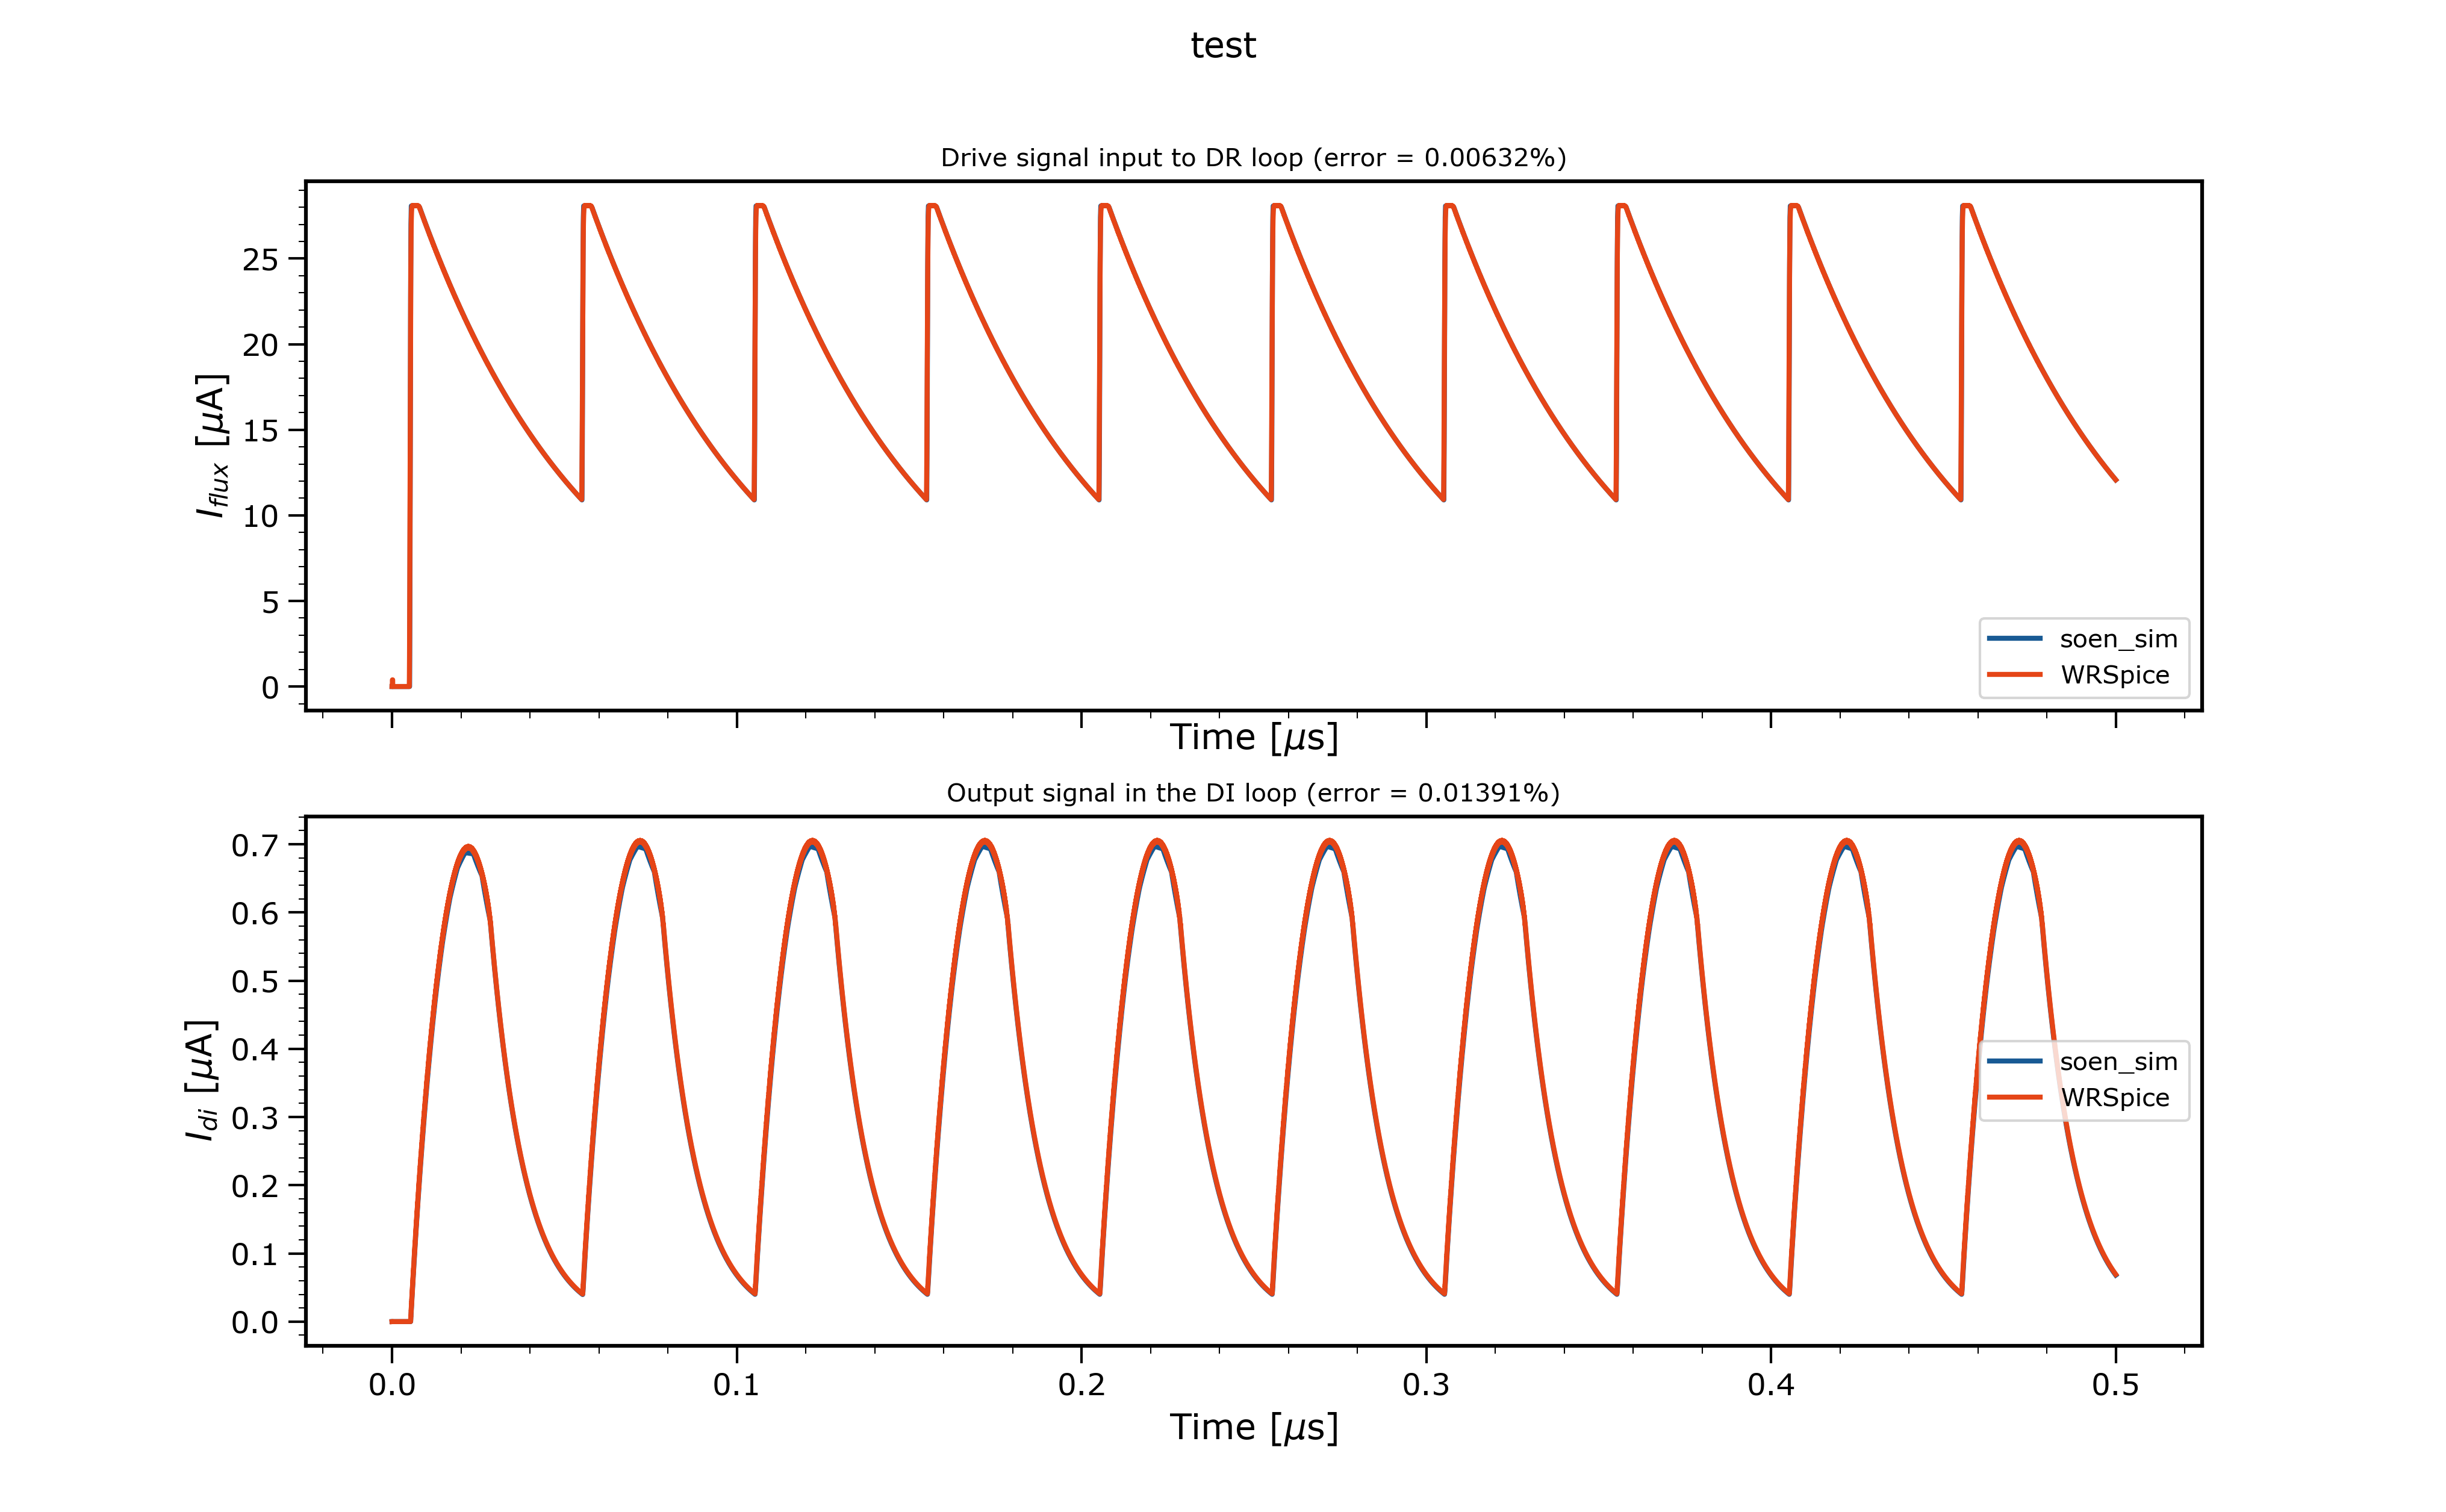 test
Drive signal input to DR loop (error = 0.00632%)
25
20
15
10
5
0
I_flux [μA]
soen_sim
WRSpice
Time [μs]
Output signal in the DI loop (error = 0.01391%)
0.7
0.6
0.5
0.4
0.3
0.2
0.1
0.0
I_di [μA]
soen_sim
WRSpice
0.0 0.1 0.2 0.3 0.4 0.5
Time [μs]